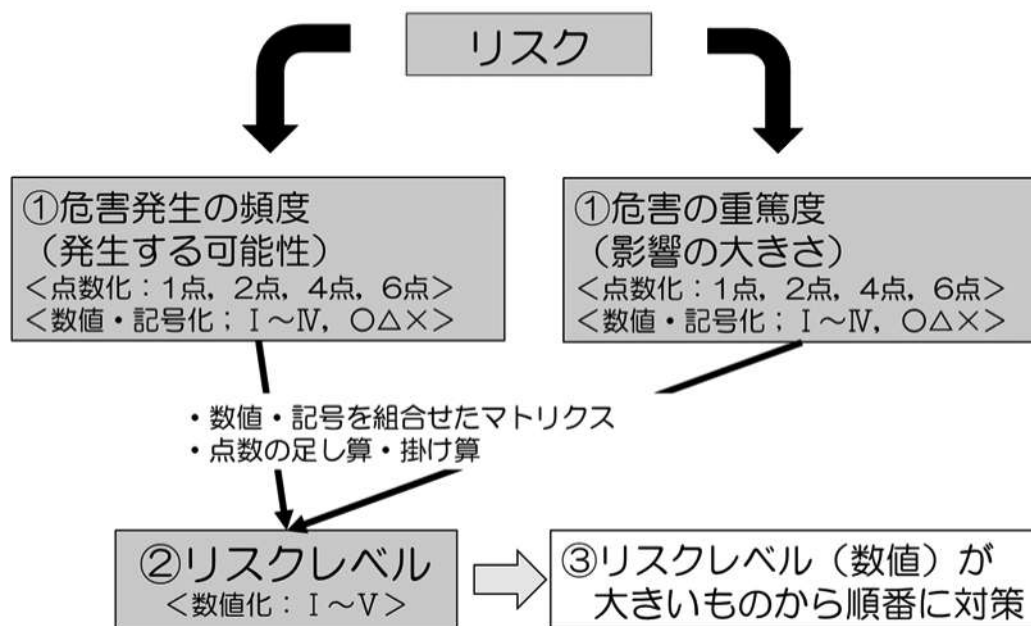 リスク
①危害発生の頻度
（発生する可能性）
＜点数化：1点，2点，4点，6点＞
＜数値・記号化；Ⅰ～Ⅳ，○△×＞
①危害の重篤度
（影響の大きさ）
＜点数化：1点，2点，4点，6点＞
＜数値・記号化；Ⅰ～Ⅳ，○△×＞
・数値・記号を組合せたマトリクス
・点数の足し算・掛け算
②リスクレベル
＜数値化：Ⅰ～Ⅴ＞
③リスクレベル（数値）が
大きいものから順番に対策